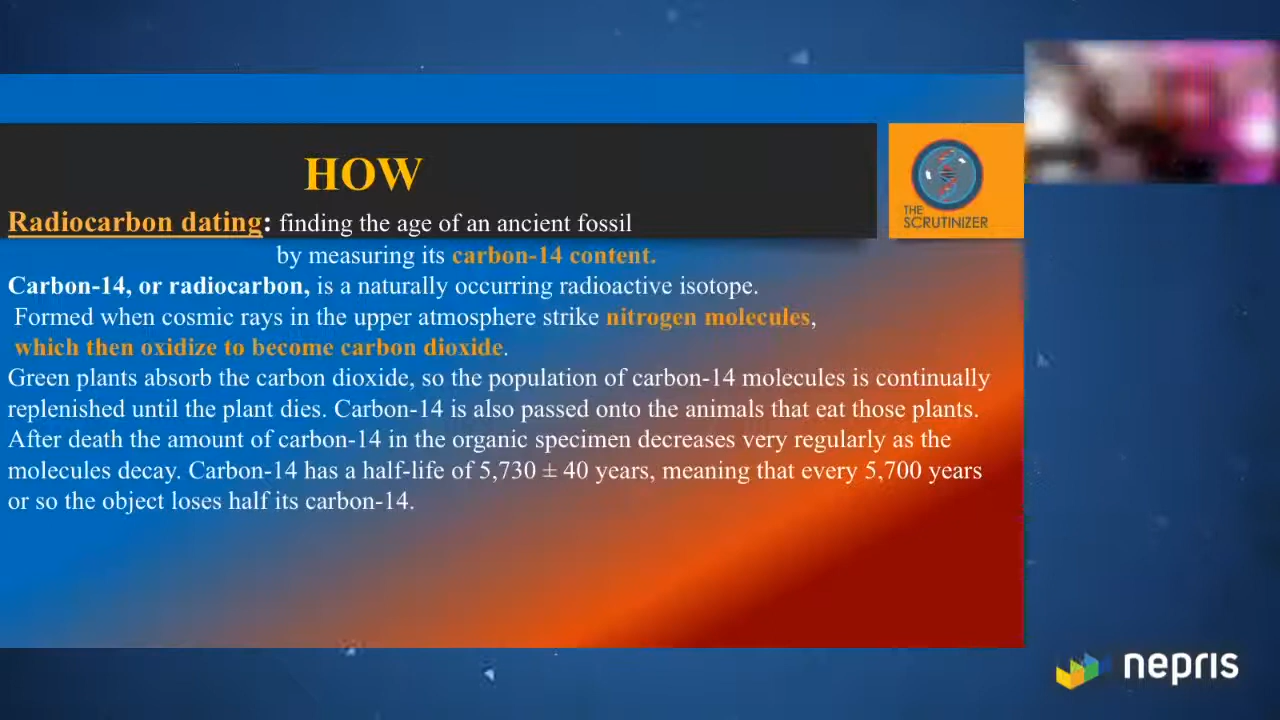 HOW
Radiocarbon dating: finding the age of an ancient fossil
by measuring its carbon-14 content.
Carbon-14, or radiocarbon, is a naturally occurring radioactive isotope.
Formed when cosmic rays in the upper atmosphere strike nitrogen molecules,
which then oxidize to become carbon dioxide.
Green plants absorb the carbon dioxide, so the population of carbon-14 molecules is continually
replenished until the plant dies. Carbon-14 is also passed onto the animals that eat those plants.
After death the amount of carbon-14 in the organic specimen decreases very regularly as the
molecules decay. Carbon-14 has a half-life of 5,730 ± 40 years, meaning that every 5,700 years
or so the object loses half its carbon-14.
THE
SCRUTINIZER
nepris